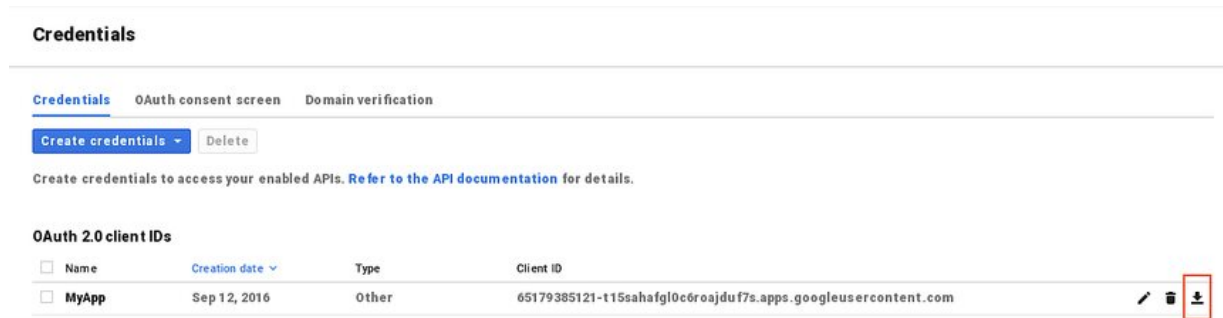 Credentials
Credentials OAuth consent screen Domain verification
Create credentials Delete
Create credentials to access your enabled APIs. Refer to the API documentation for details.
OAuth 2.0 client IDs
Name Creation date Type Client ID
MyApp Sep 12, 2016 Other 65179385121-t15sahafgl0c6roajduf7s.apps.googleusercontent.com